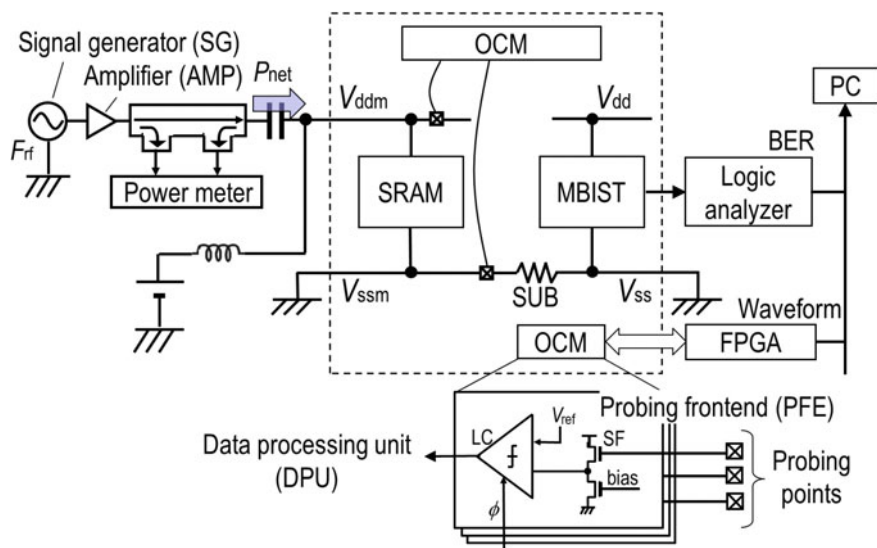 Signal generator (SG)
Amplifier (AMP)
Pnet
Frf
Power meter
OCM
Vddm
Vdd
SRAM
MBIST
Vssm
SUB
Vss
PC
BER
Logic
analyzer
Waveform
OCM
FPGA
Probing frontend (PFE)
Data processing unit
(DPU)
LC
Vref
SF
bias
ϕ
Probing
points